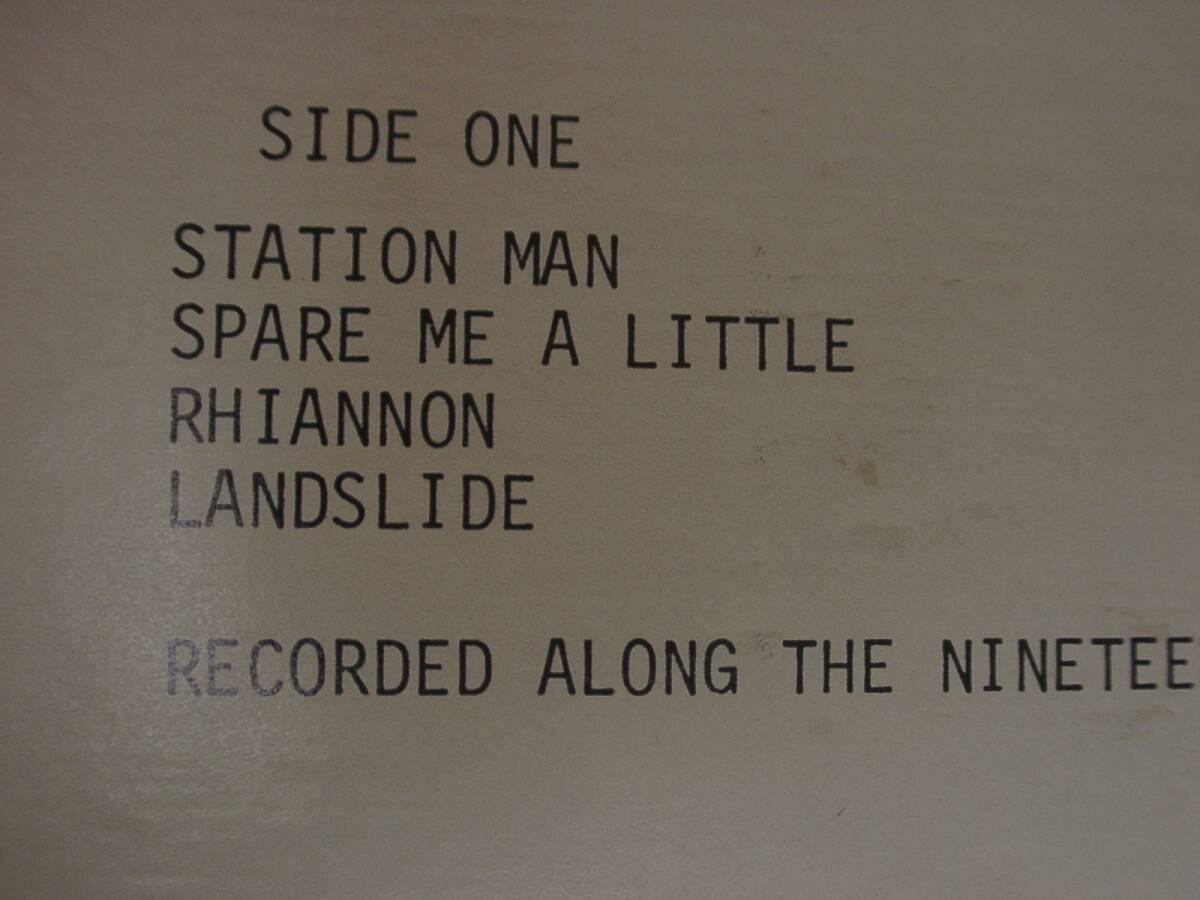 SIDE ONE
STATION MAN
SPARE ME A LITTLE
RHIANNON
LANDSLIDE
RECORDED ALONG THE NINETEE